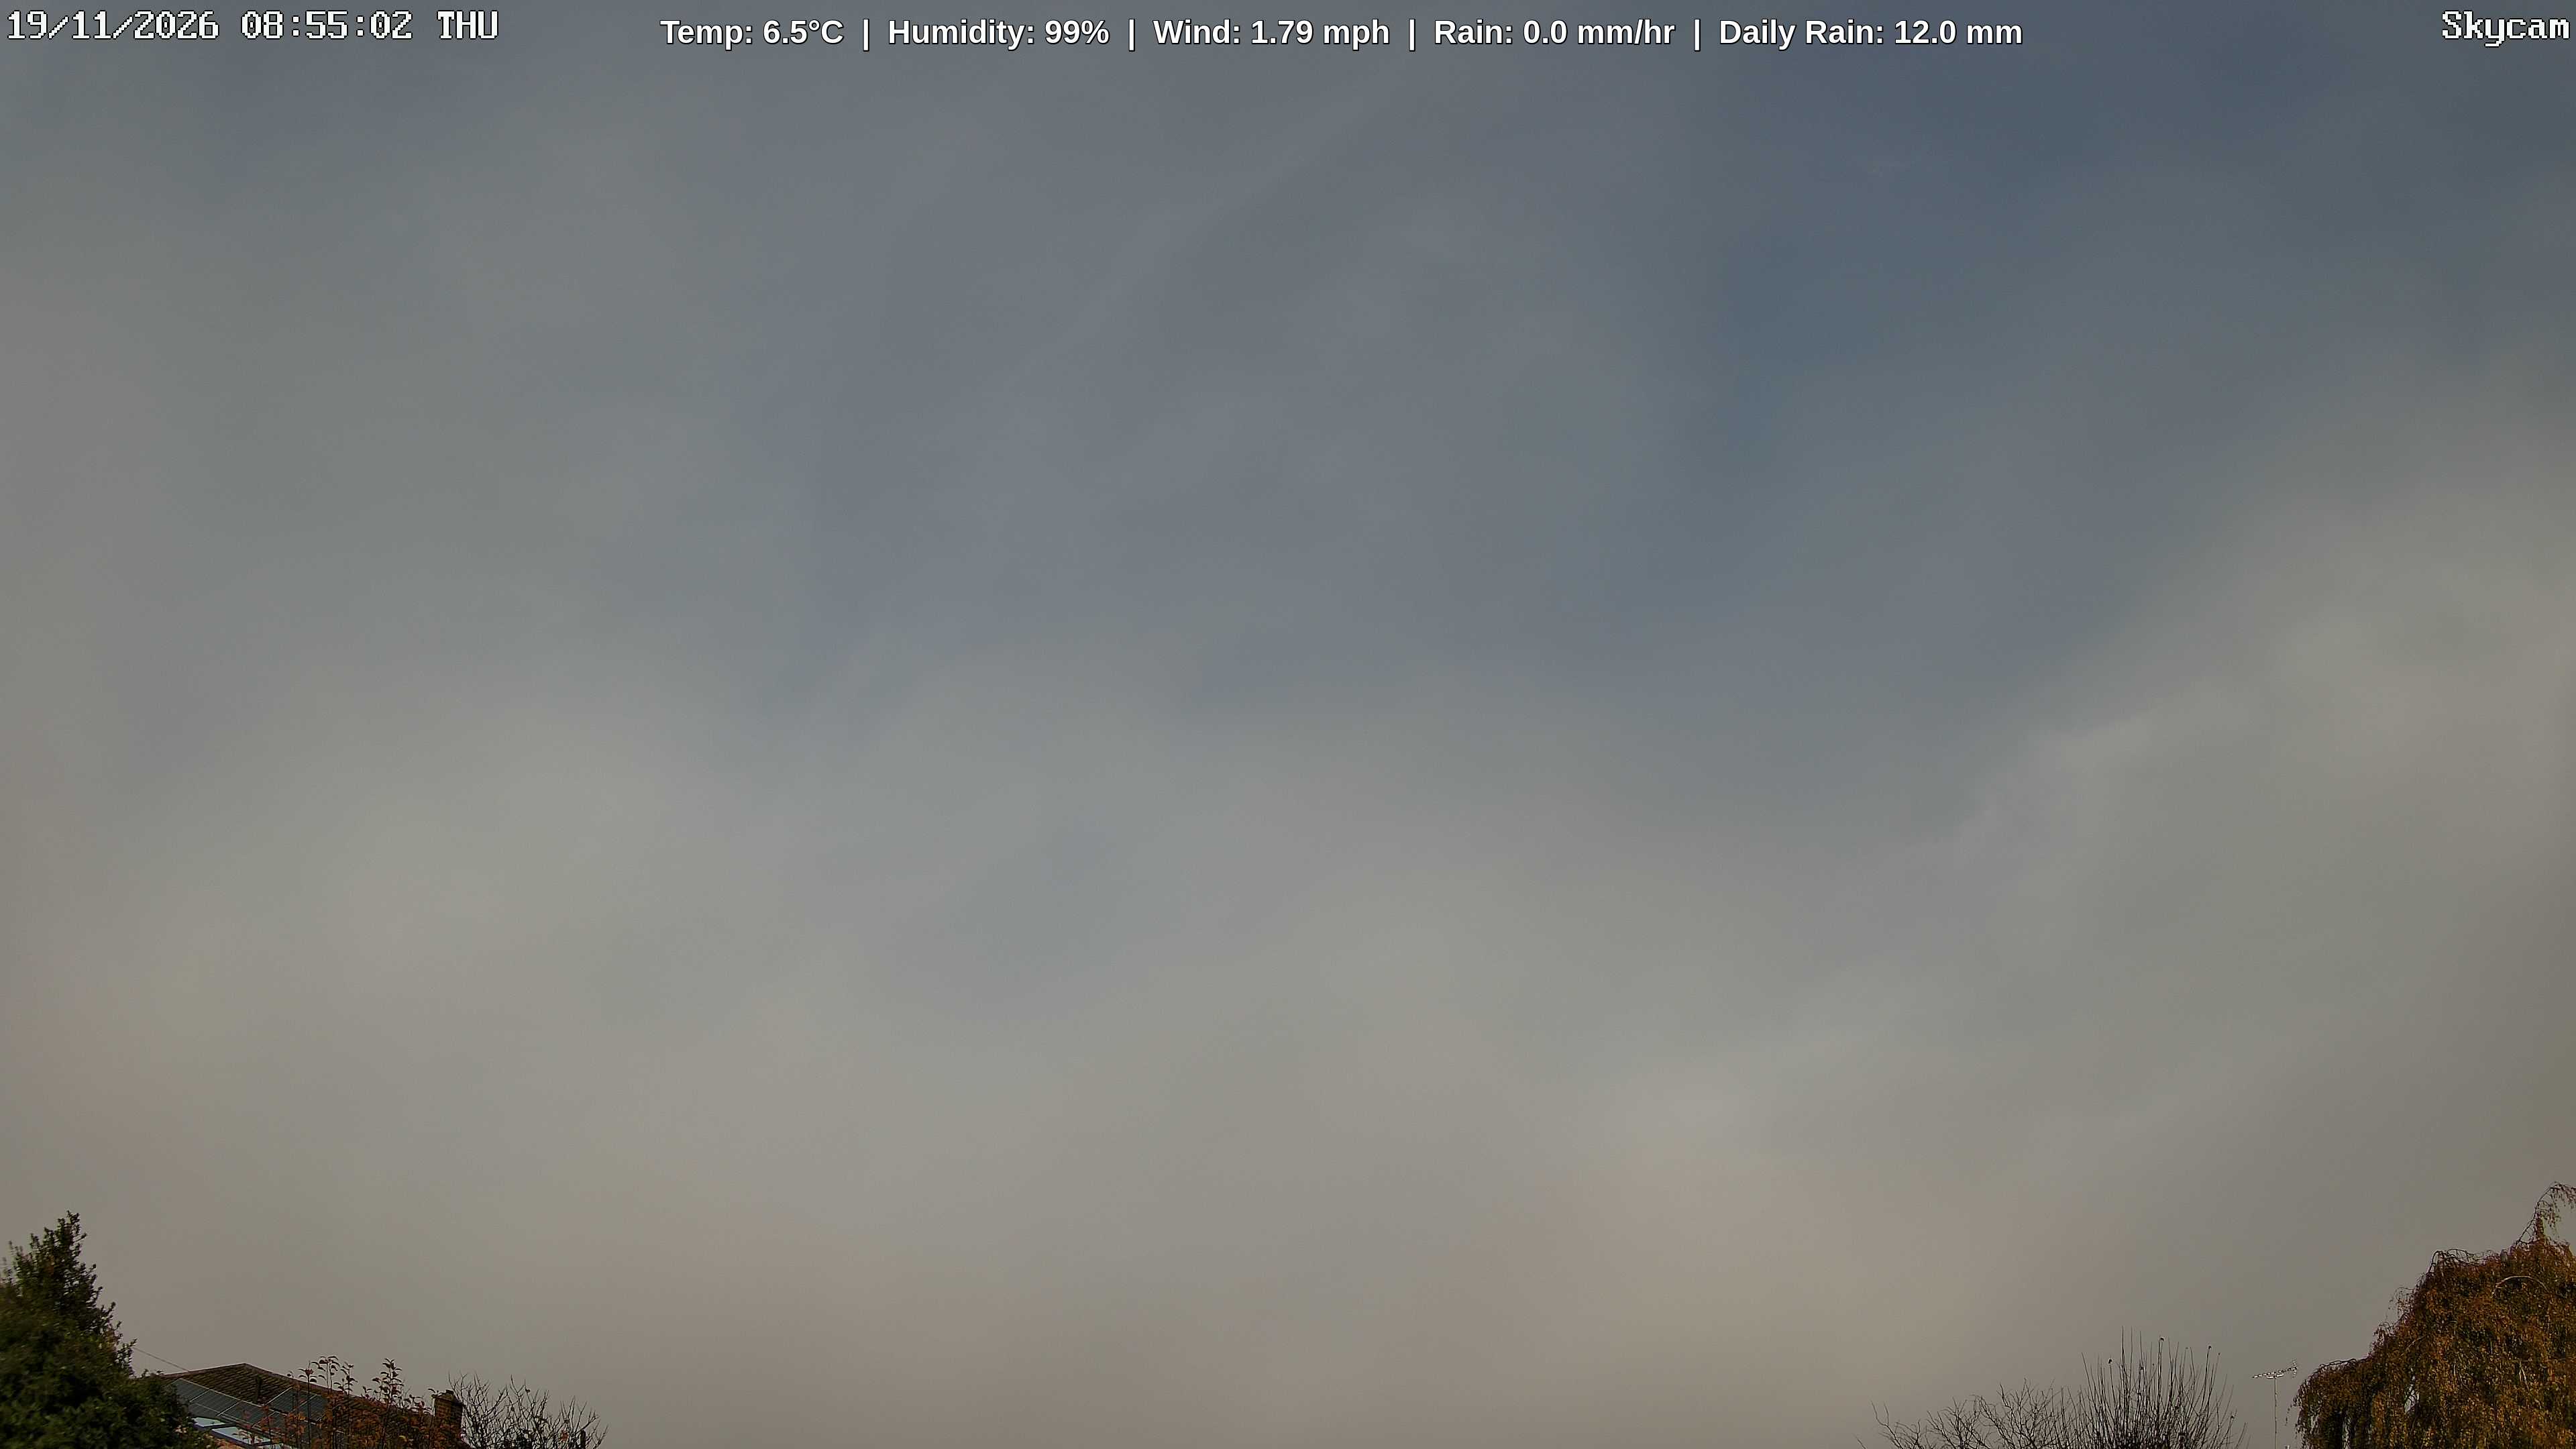 19/11/2026 08:55:02 THU
Temp: 6.5°C | Humidity: 99% | Wind: 1.79 mph | Rain: 0.0 mm/hr | Daily Rain: 12.0 mm
Skycam